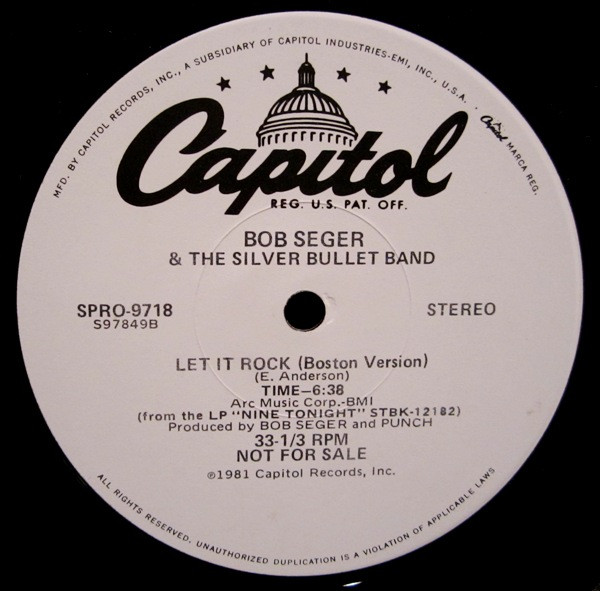 MFD. BY CAPITOL RECORDS, INC., A SUBSIDIARY OF CAPITOL INDUSTRIES-EMI, INC., U.S.A. · Capitol MARCA REG.
Capitol
REG. U.S. PAT. OFF.
BOB SEGER
& THE SILVER BULLET BAND
SPRO-9718
S97849B
STEREO
LET IT ROCK (Boston Version)
(E. Anderson)
TIME—6:38
Arc Music Corp.-BMI
(from the LP "NINE TONIGHT" STBK-12182)
Produced by BOB SEGER and PUNCH
33-1/3 RPM
NOT FOR SALE
℗1981 Capitol Records, Inc.
ALL RIGHTS RESERVED. UNAUTHORIZED DUPLICATION IS A VIOLATION OF APPLICABLE LAWS